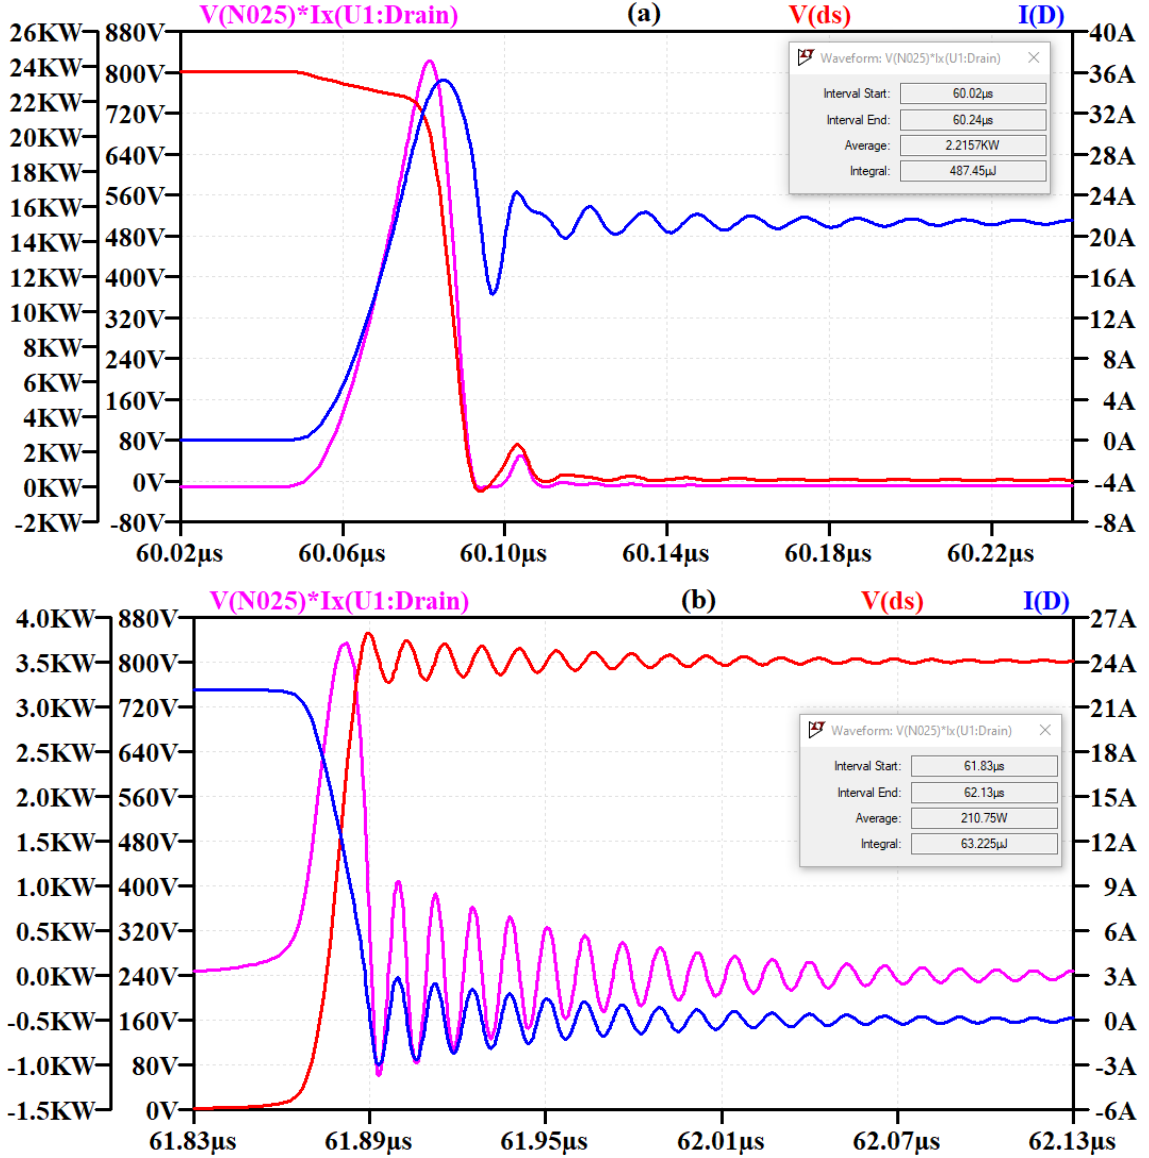 V(N025)*Ix(U1:Drain) (a) V(ds) I(D)
26KW 880V 40A
24KW 800V 36A
22KW 720V 32A
20KW 640V 28A
18KW 560V 24A
16KW 480V 20A
14KW 400V 16A
12KW 320V 12A
10KW 240V 8A
8KW 160V 4A
6KW 80V 0A
4KW 0V -4A
2KW -80V -8A
0KW
-2KW
Waveform: V(N025)*Ix(U1:Drain)
Interval Start: 60.02µs
Interval End: 60.24µs
Average: 2.2157KW
Integral: 487.45µJ
60.02µs 60.06µs 60.10µs 60.14µs 60.18µs 60.22µs
V(N025)*Ix(U1:Drain) (b) V(ds) I(D)
4.0KW 880V 27A
3.5KW 800V 24A
3.0KW 720V 21A
2.5KW 640V 18A
2.0KW 560V 15A
1.5KW 480V 12A
1.0KW 400V 9A
0.5KW 320V 6A
0.0KW 240V 3A
-0.5KW 160V 0A
-1.0KW 80V -3A
-1.5KW 0V -6A
Waveform: V(N025)*Ix(U1:Drain)
Interval Start: 61.83µs
Interval End: 62.13µs
Average: 210.75W
Integral: 63.225µJ
61.83µs 61.89µs 61.95µs 62.01µs 62.07µs 62.13µs